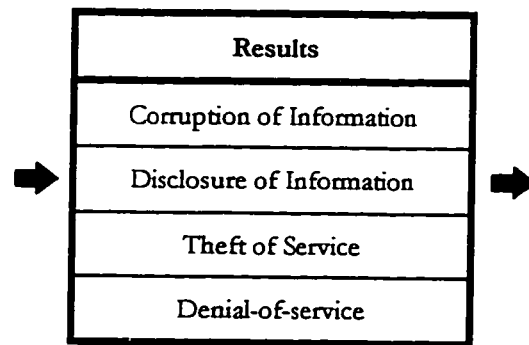 Results
Corruption of Information
Disclosure of Information
Theft of Service
Denial-of-service